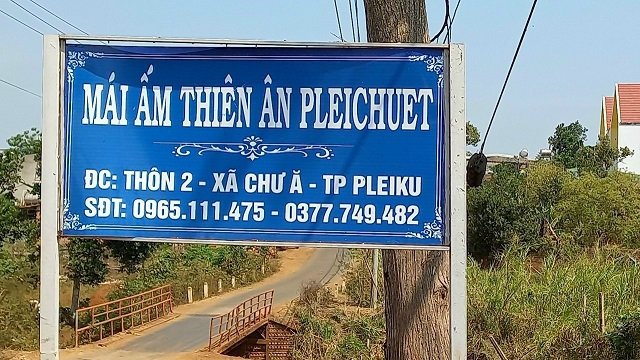 MÁI ẤM THIÊN ÂN PLEICHUET
ĐC: THÔN 2 - XÃ CHƯ Ă - TP PLEIKU
SĐT: 0965.111.475 - 0377.749.482